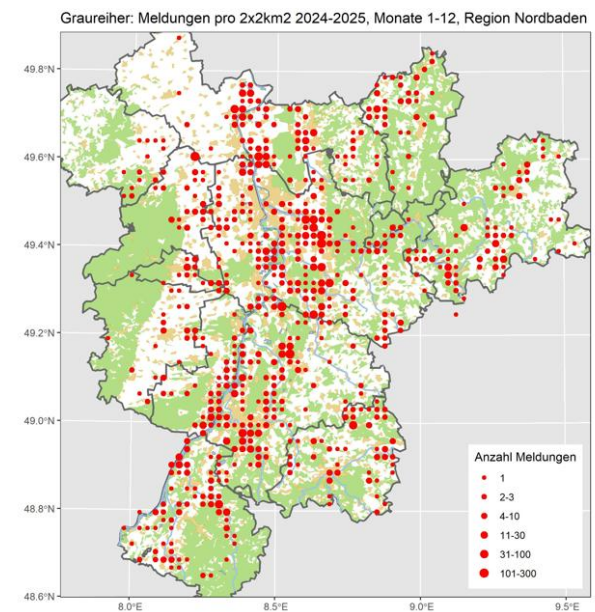 Graureiher: Meldungen pro 2x2km2 2024-2025, Monate 1-12, Region Nordbaden
49.8°N
49.6°N
49.4°N
49.2°N
49.0°N
48.8°N
48.6°N
Anzahl Meldungen
1
2-3
4-10
11-30
31-100
101-300
8.0°E
8.5°E
9.0°E
9.5°E